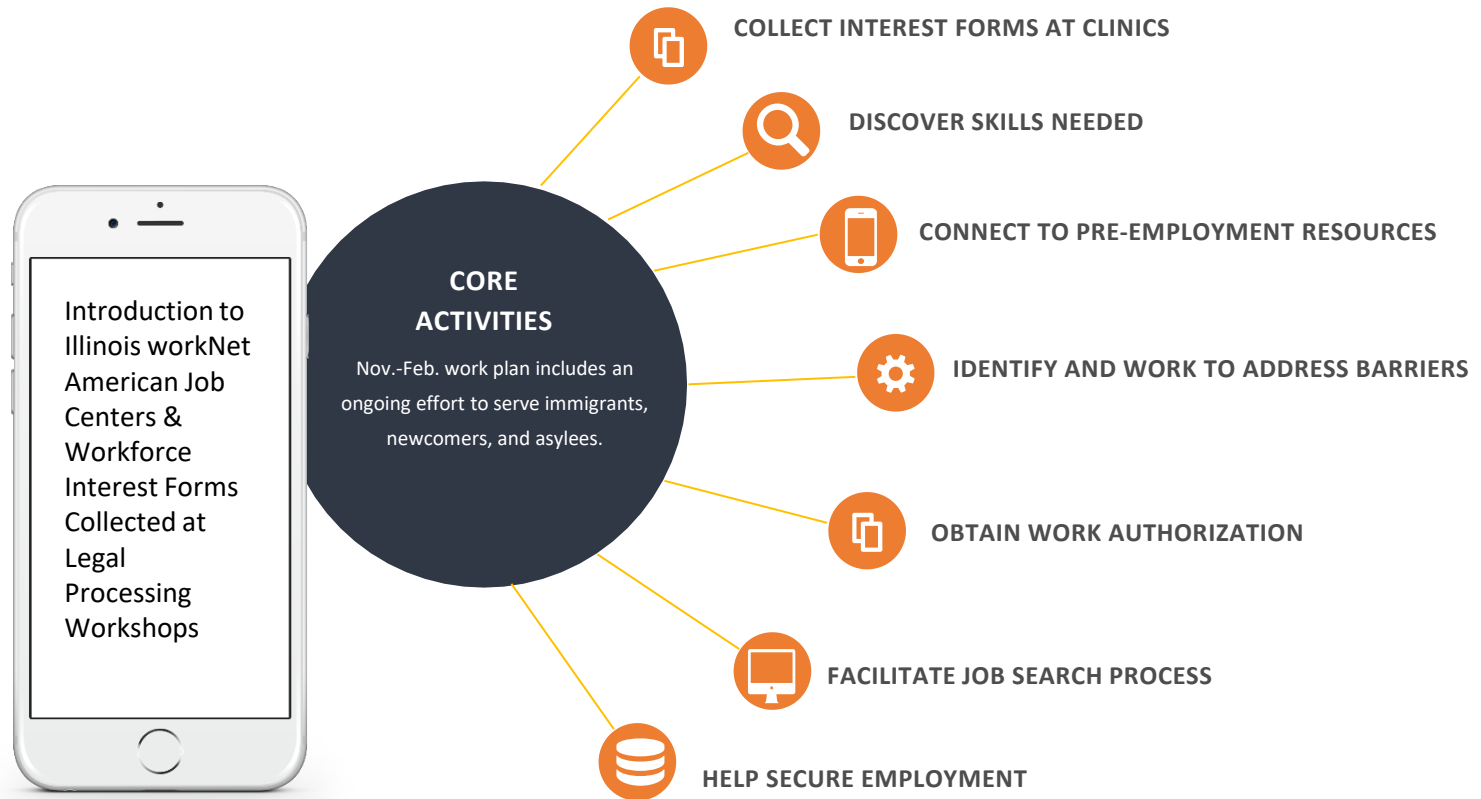 Introduction to
Illinois workNet
American Job
Centers &
Workforce
Interest Forms
Collected at
Legal
Processing
Workshops
CORE
ACTIVITIES
Nov.-Feb. work plan includes an
ongoing effort to serve immigrants,
newcomers, and asylees.
COLLECT INTEREST FORMS AT CLINICS
DISCOVER SKILLS NEEDED
CONNECT TO PRE-EMPLOYMENT RESOURCES
IDENTIFY AND WORK TO ADDRESS BARRIERS
OBTAIN WORK AUTHORIZATION
FACILITATE JOB SEARCH PROCESS
HELP SECURE EMPLOYMENT